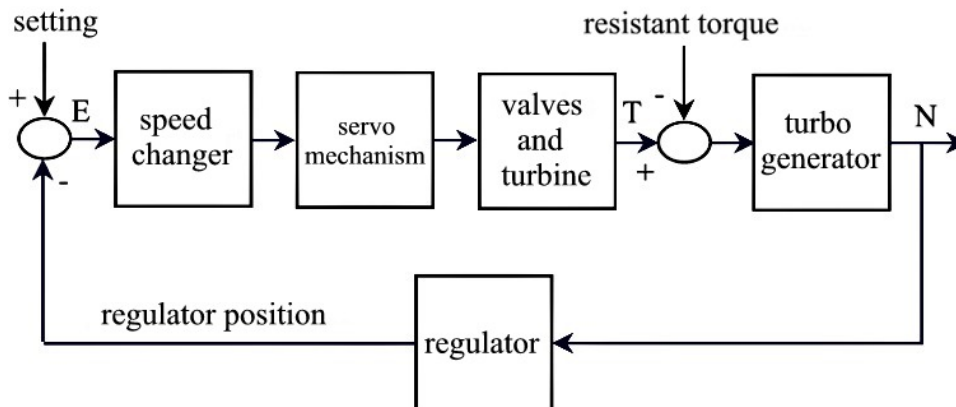 setting
resistant torque
+
E
speed
changer
servo
mechanism
valves
and
turbine
T
-
+
turbo
generator
N
-
regulator position
regulator